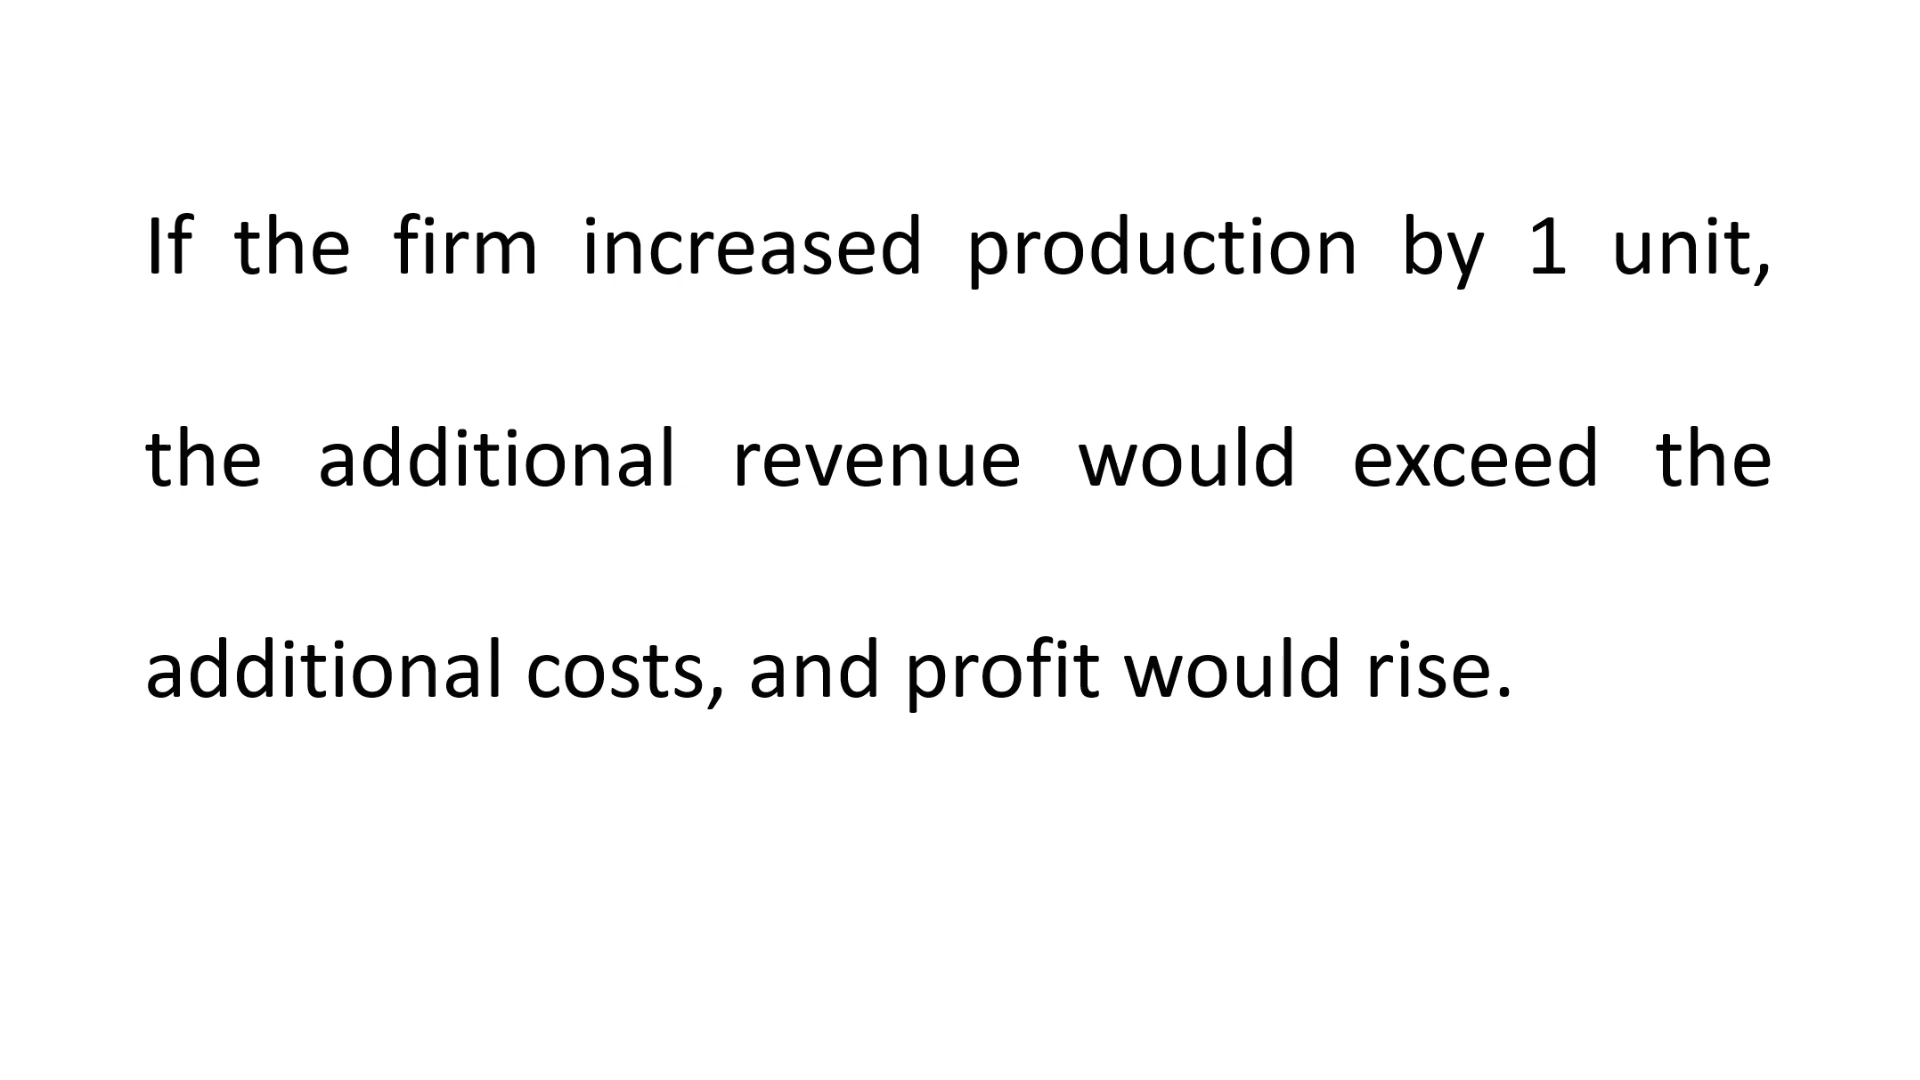 If the firm increased production by 1 unit,
the additional revenue would exceed the
additional costs, and profit would rise.